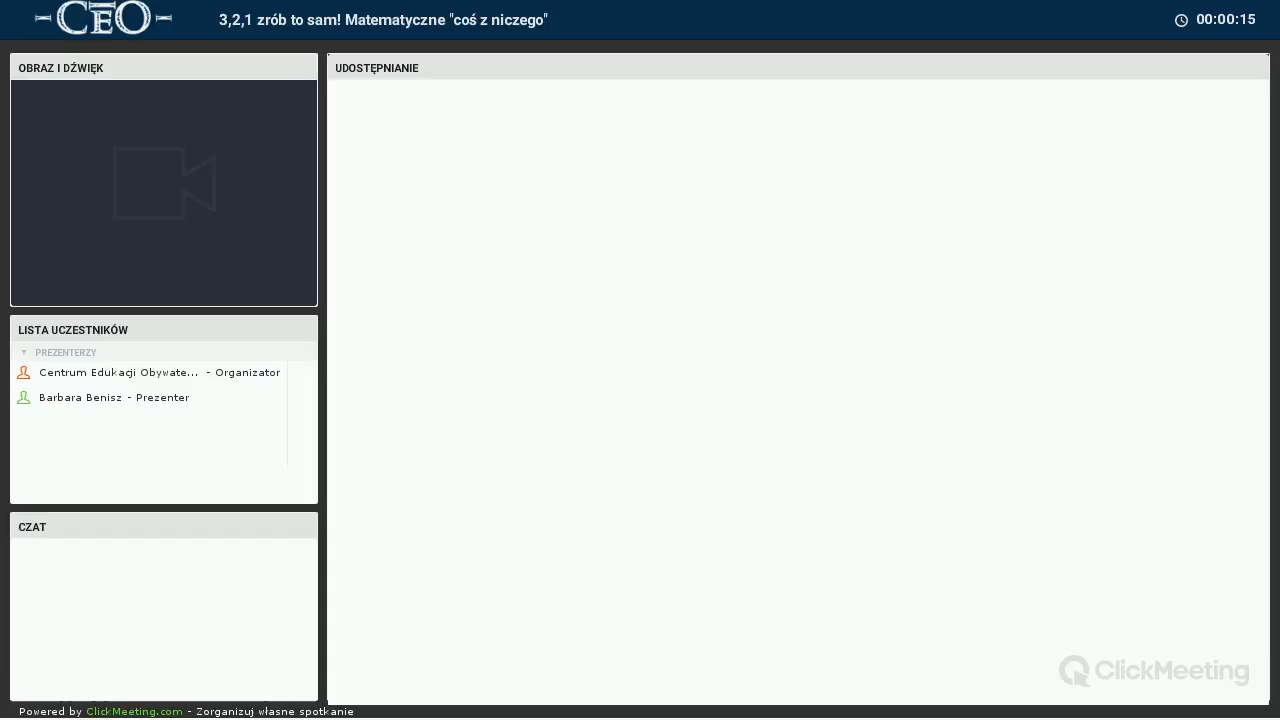 CEO
3,2,1 zrób to sam! Matematyczne "coś z niczego"
00:00:15
OBRAZ I DŹWIĘK
UDOSTĘPNIANIE
LISTA UCZESTNIKÓW
PREZENTERZY
Centrum Edukacji Obywate... - Organizator
Barbara Benisz - Prezenter
CZAT
ClickMeeting
Powered by ClickMeeting.com - Zorganizuj własne spotkanie